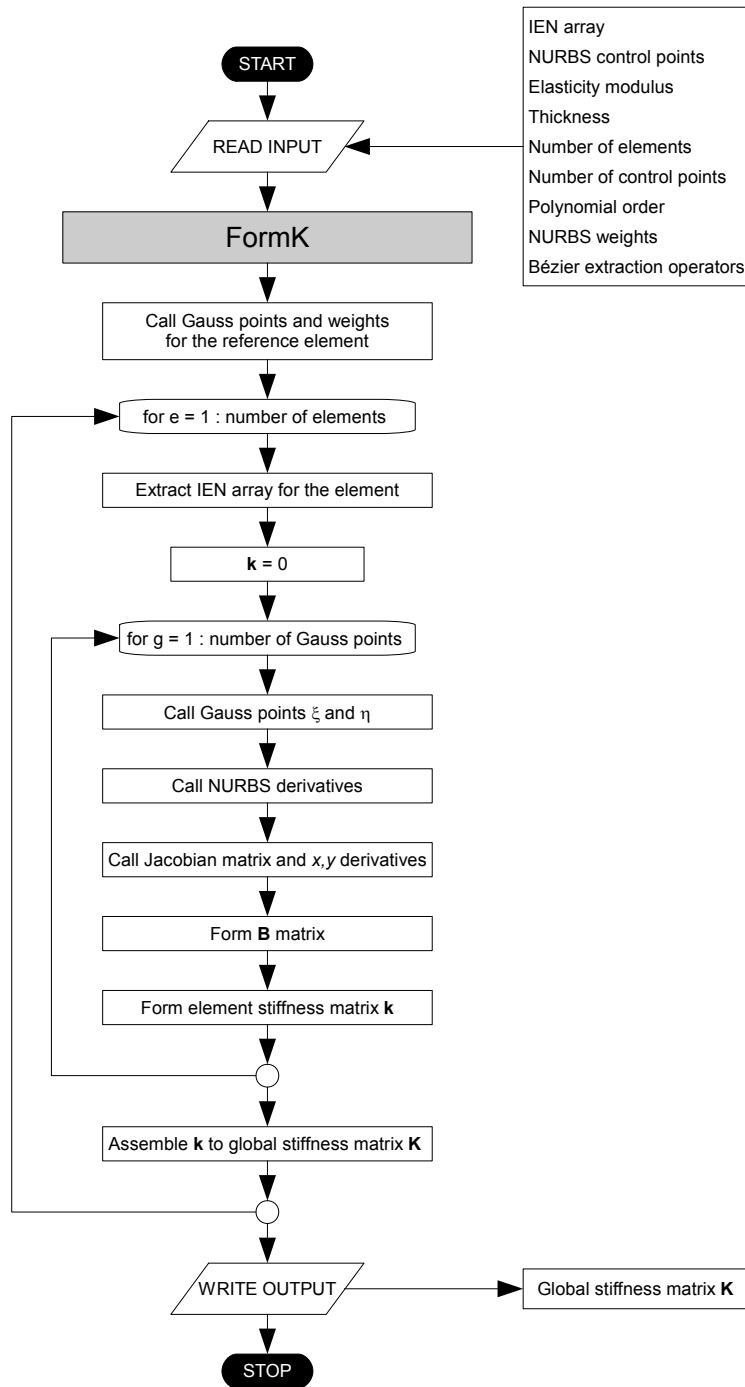 IEN array
NURBS control points
Elasticity modulus
Thickness
Number of elements
Number of control points
Polynomial order
NURBS weights
Bézier extraction operators
START
READ INPUT
FormK
Call Gauss points and weights
for the reference element
for e = 1 : number of elements
Extract IEN array for the element
k = 0
for g = 1 : number of Gauss points
Call Gauss points ξ and η
Call NURBS derivatives
Call Jacobian matrix and x,y derivatives
Form B matrix
Form element stiffness matrix k
Assemble k to global stiffness matrix K
WRITE OUTPUT
Global stiffness matrix K
STOP